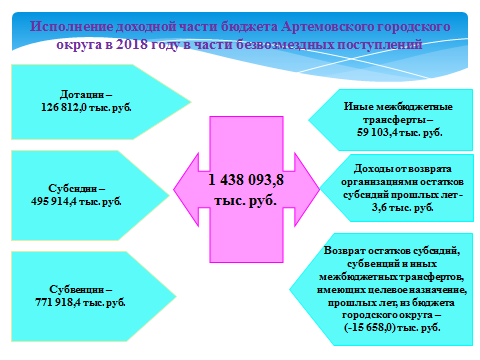 Исполнение доходной части бюджета Артемовского городского
округа в 2018 году в части безвозмездных поступлений
Дотации –
126 812,0 тыс. руб.
Субсидии –
495 914,4 тыс. руб.
Субвенции –
771 918,4 тыс. руб.
1 438 093,8
тыс. руб.
Иные межбюджетные
трансферты –
59 103,4 тыс. руб.
Доходы от возврата
организациями остатков
субсидий прошлых лет -
3,6 тыс. руб.
Возврат остатков субсидий,
субвенций и иных
межбюджетных трансфертов,
имеющих целевое назначение,
прошлых лет, из бюджета
городского округа –
(-15 658,0) тыс. руб.